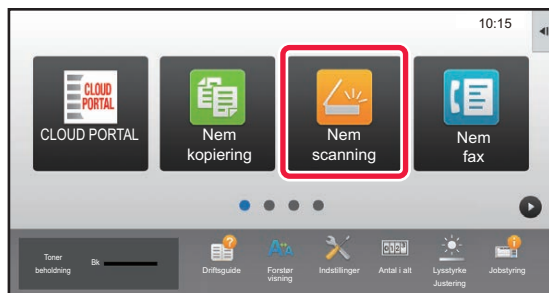 10:15
CLOUD
PORTAL
CLOUD PORTAL
Nem
kopiering
Nem
scanning
Nem
fax
Toner
beholdning
Bk
Driftsguide
Forstør
visning
Indstillinger
Antal i alt
Lysstyrke
Justering
Jobstyring